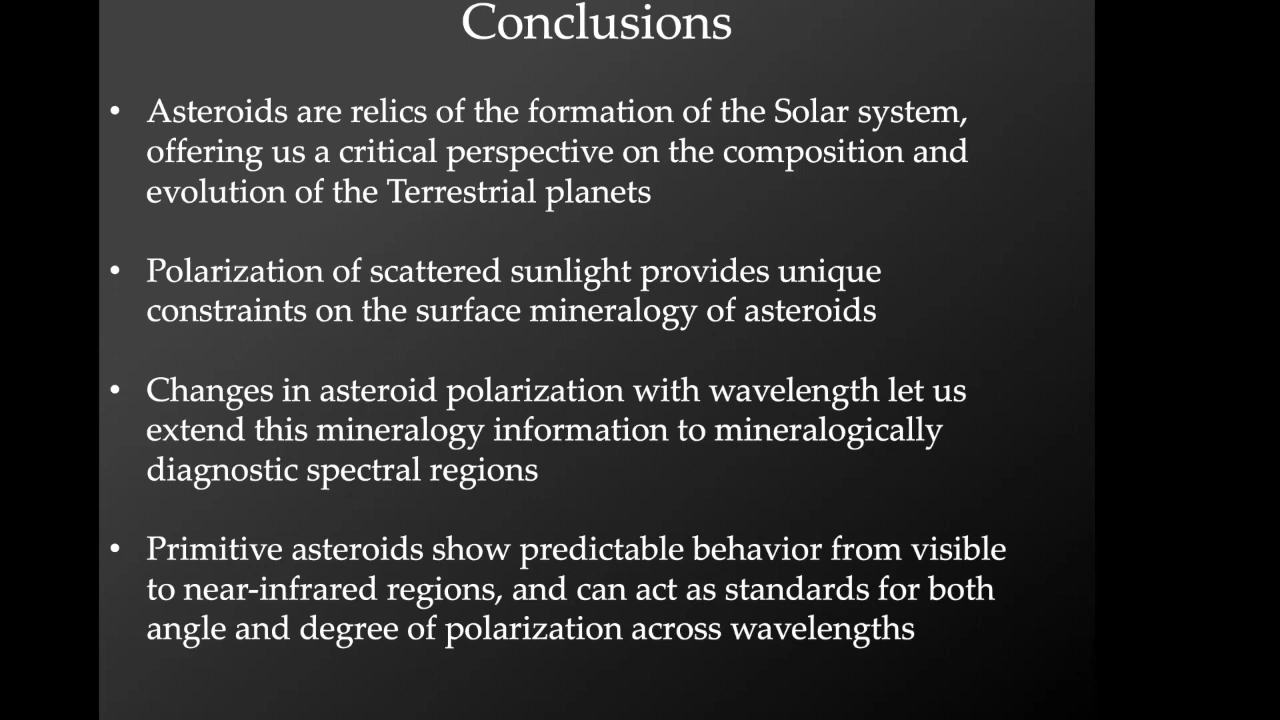 Conclusions
• Asteroids are relics of the formation of the Solar system,
offering us a critical perspective on the composition and
evolution of the Terrestrial planets
• Polarization of scattered sunlight provides unique
constraints on the surface mineralogy of asteroids
• Changes in asteroid polarization with wavelength let us
extend this mineralogy information to mineralogically
diagnostic spectral regions
• Primitive asteroids show predictable behavior from visible
to near-infrared regions, and can act as standards for both
angle and degree of polarization across wavelengths